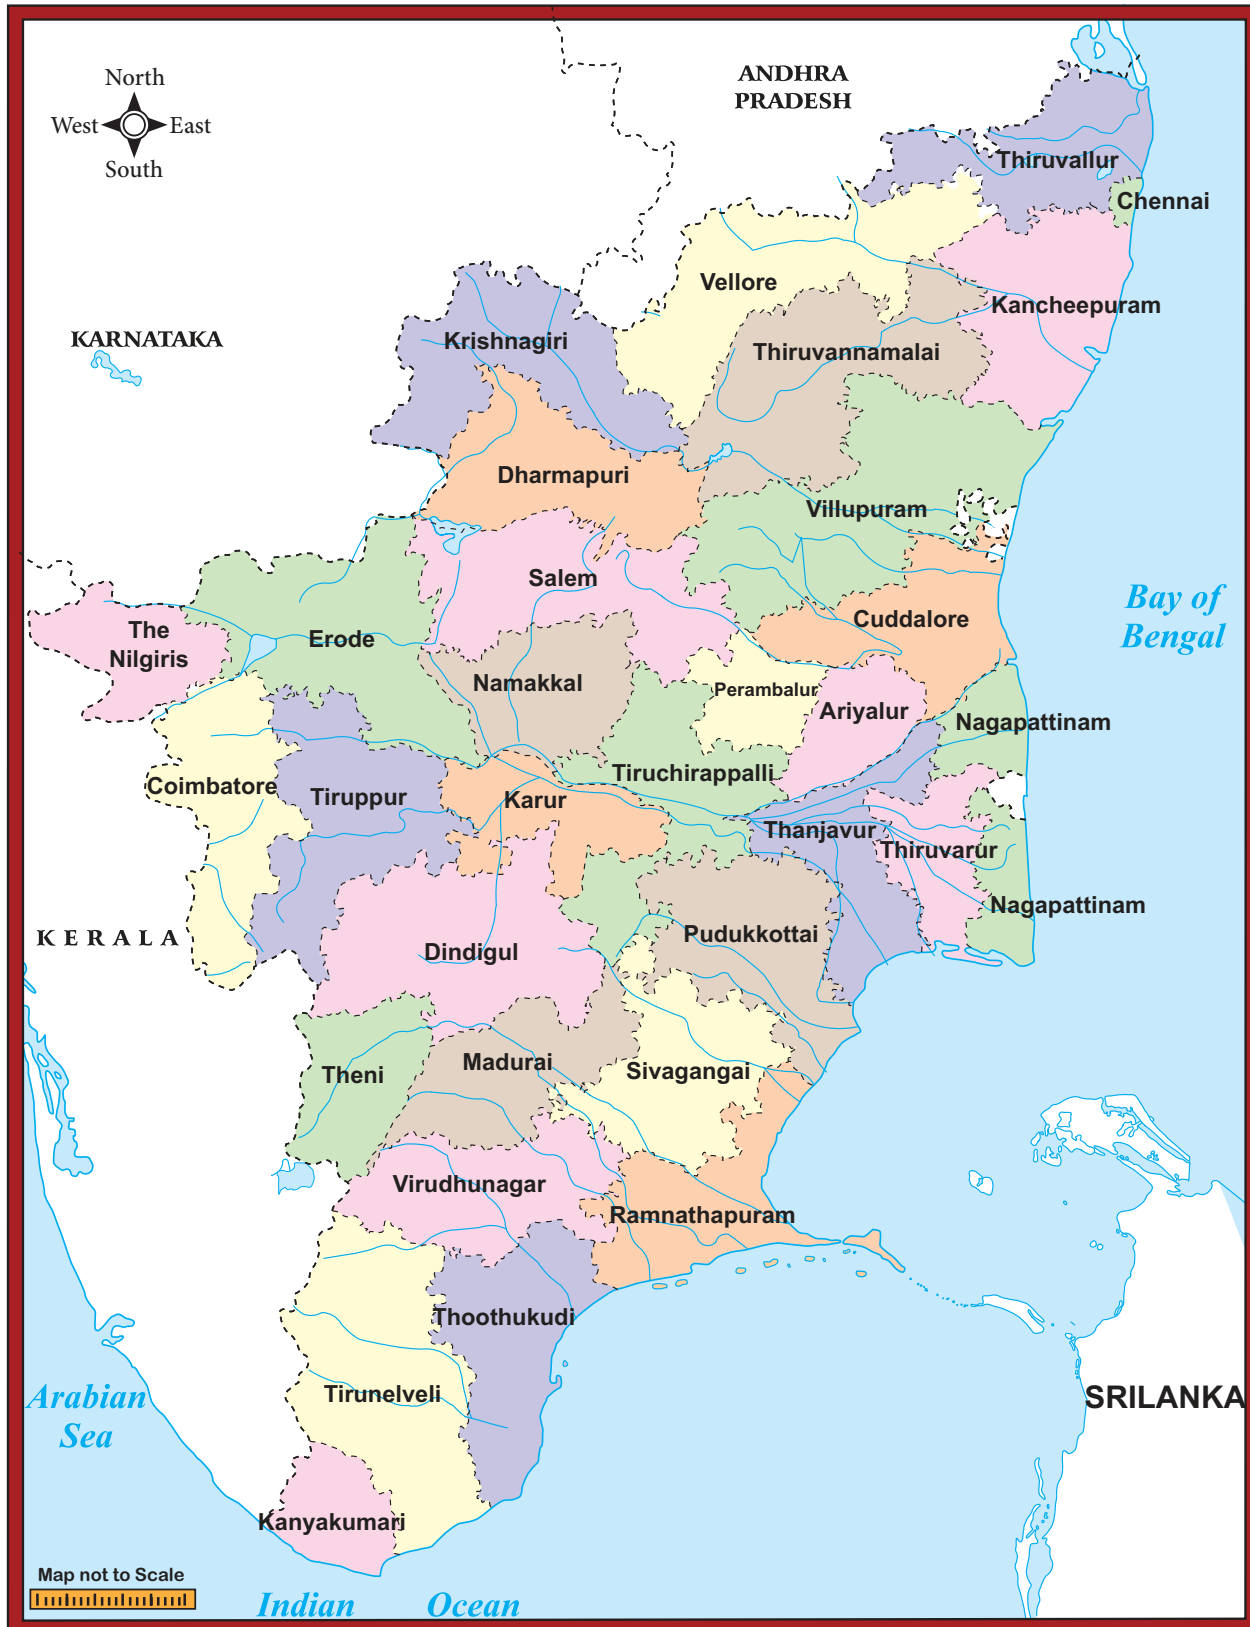 North
West
East
South
ANDHRA
PRADESH
Thiruvallur
Chennai
Vellore
Kancheepuram
KARNATAKA
Krishnagiri
Thiruvannamalai
Dharmapuri
Villupuram
Salem
Bay of
Bengal
Cuddalore
The
Nilgiris
Erode
Namakkal
Perambalur
Ariyalur
Nagapattinam
Tiruchirappalli
Coimbatore
Tiruppur
Karur
Thanjavur
Thiruvarur
Nagapattinam
KERALA
Dindigul
Pudukkottai
Theni
Madurai
Sivagangai
Virudhunagar
Ramnathapuram
Thoothukudi
Arabian
Sea
Tirunelveli
SRILANKA
Kanyakumari
Map not to Scale
Indian Ocean